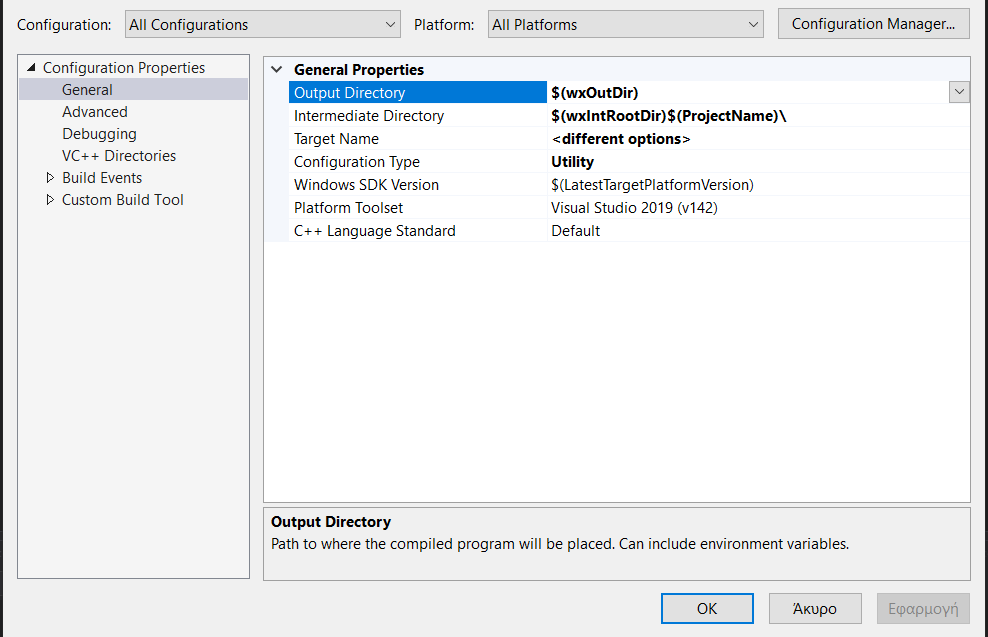 Configuration: All Configurations Platform: All Platforms Configuration Manager...
Configuration Properties
General
Advanced
Debugging
VC++ Directories
Build Events
Custom Build Tool
General Properties
Output Directory $(wxOutDir)
Intermediate Directory $(wxIntRootDir)$(ProjectName)\
Target Name <different options>
Configuration Type Utility
Windows SDK Version $(LatestTargetPlatformVersion)
Platform Toolset Visual Studio 2019 (v142)
C++ Language Standard Default
Output Directory
Path to where the compiled program will be placed. Can include environment variables.
OK Άκυρο Εφαρμογή